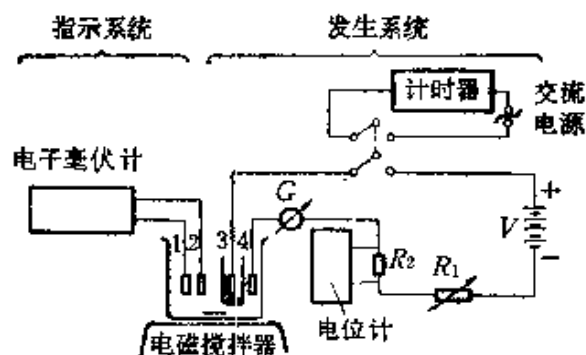 指示系统
发生系统
计时器
交流
电源
电子毫伏计
1 2 3 4
G
R2
R1
V
+
−
电位计
电磁搅拌器